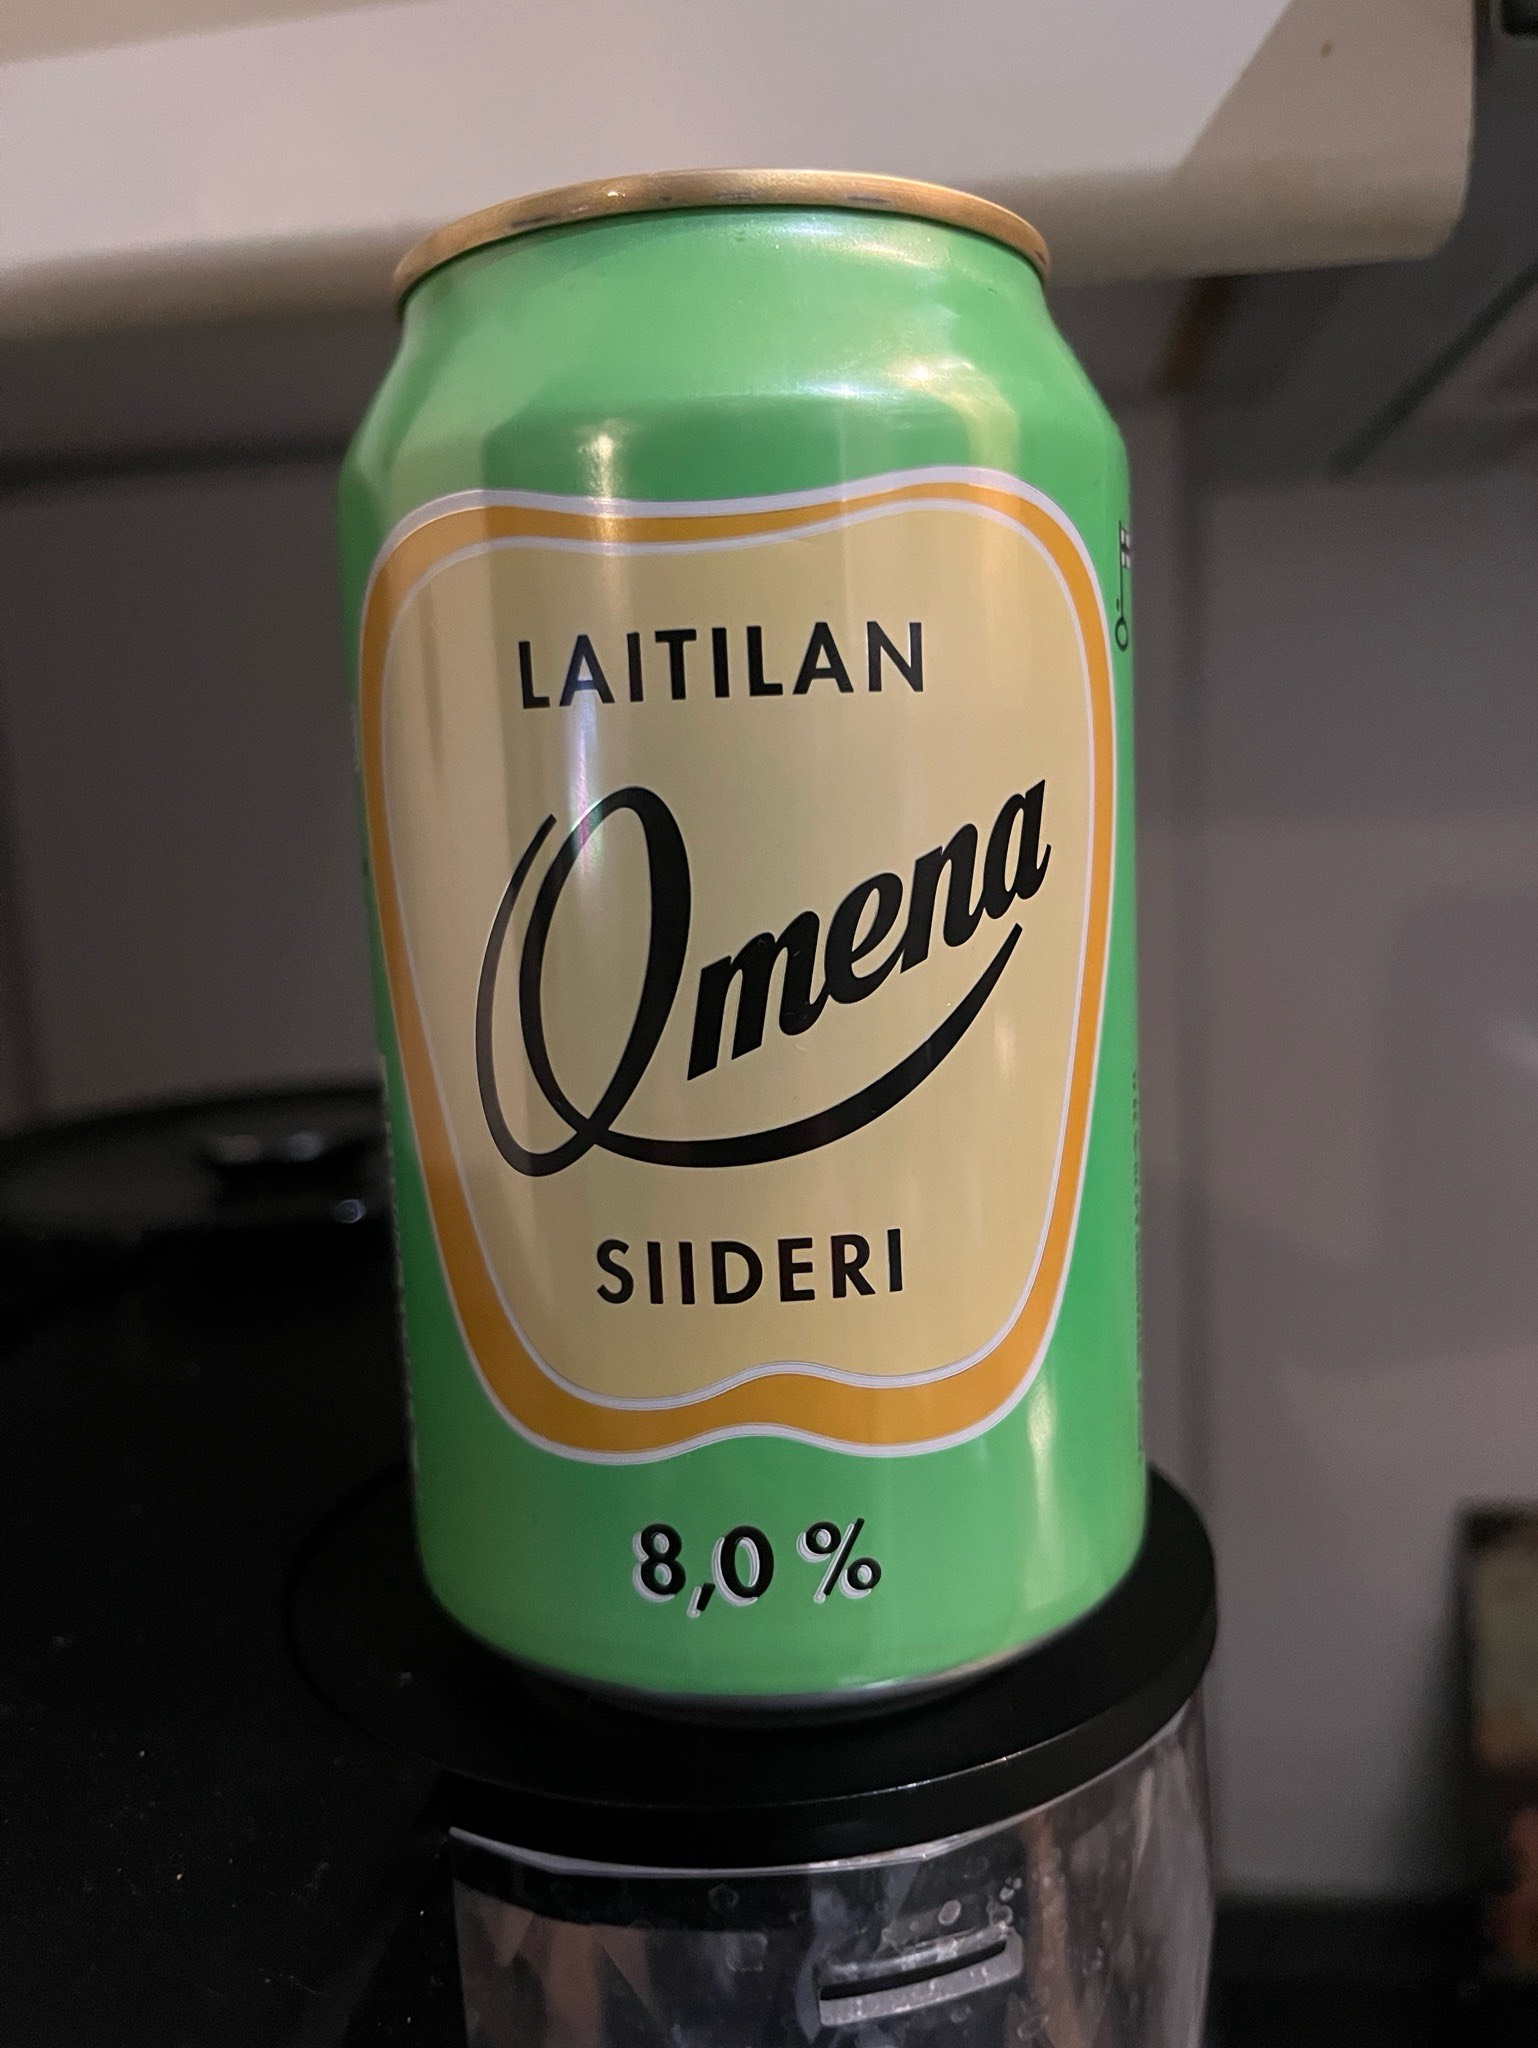 LAITILAN
Omena
SIIDERI
8,0 %